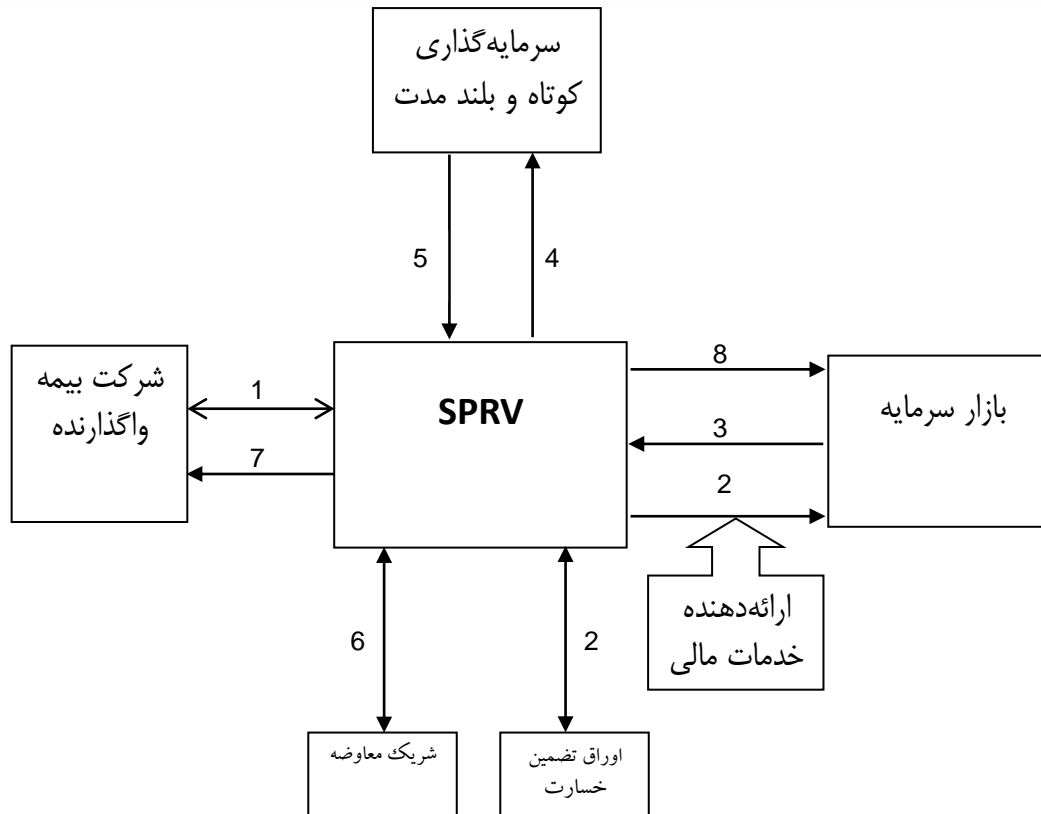 سرمایه‌گذاری
کوتاه و بلند مدت
5
4
شرکت بیمه
واگذارنده
1
7
SPRV
8
3
2
بازار سرمایه
ارائه‌دهنده
خدمات مالی
6
2
شریک معاوضه
اوراق تضمین
خسارت